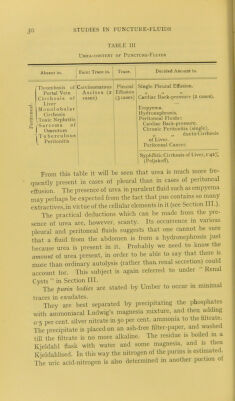 30 STUDIES IN PUNCTURE-FLUIDS
TABLE III
UREA-CONTENT OF PUNCTURE-FLUIDS
Absent in. Faint Trace in. Trace. Decided Amount in.
Peritoneal
Thrombosis of Portal Vein
Cirrhosis of Liver
Monolobular Cirrhosis
Toxic Nephritis
Sarcoma of Omentum
Tuberculous Peritonitis
Carcinomatous Ascites (2 cases)
Pleural Effusion (3 cases)
Single Pleural Effusion.
Cardiac Back-pressure (2 cases).
Empyema.
Hydronephrosis.
Peritoneal Fluids:
Cardiac Back-pressure.
Chronic Peritonitis (single).
of Liver.
Peritoneal Cancer.
Syphilitic Cirrhosis of Liver,
(Poljakoff).
From this table it will be seen that urea is much more fre-
quently present in cases of pleural than in cases of peritoneal
effusion. The presence of urea in purulent fluid such as empyema
may perhaps be expected from the fact that pus contains so many
extractives, in virtue of the cellular elements in it (see Section III.).
The practical deductions which can be made from the pre-
sence of urea are, however, scanty. Its occurrence in various
pleural and peritoneal fluids suggests that one cannot be sure
that a fluid from the abdomen is from a hydronephrosis just
because urea is present in it. Probably we need to know the
amount of urea present, in order to be able to say that there is
more than ordinary autolysis (rather than renal secretion) could
account for. This subject is again referred to under “ Renal
Cysts ” in Section III.
The purin bodies are stated by Umber to occur in minimal
traces in exudates.
They are best separated by precipitating the phosphates
with ammoniacal Ludwig's magnesia mixture, and then adding
0·5 per cent. silver nitrate in 50 per cent. ammonia to the filtrate.
The precipitate is placed on an ash-free filter-paper, and washed
till the filtrate is no more alkaline. The residue is boiled in a
Kjeldahl flask with water and some magnesia, and is then
Kjeldahlised. In this way the nitrogen of the purins is estimated.
The uric acid-nitrogen is also determined in another portion of